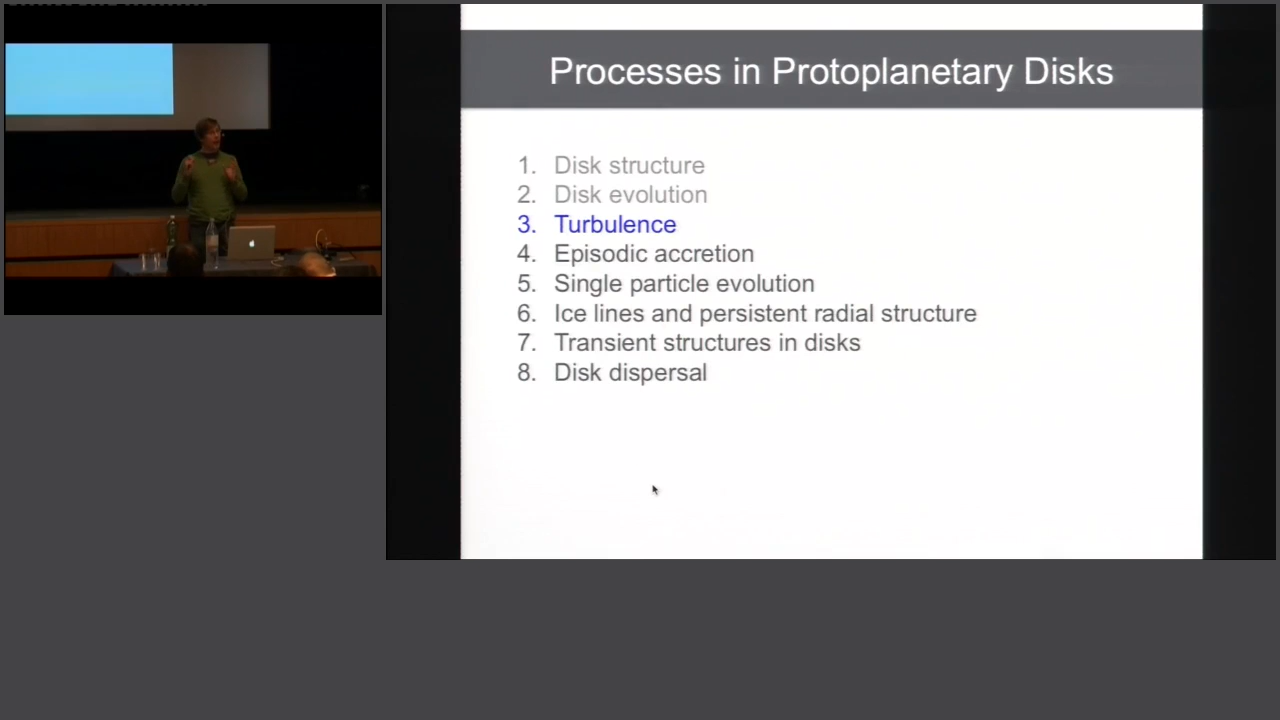 Processes in Protoplanetary Disks
1. Disk structure
2. Disk evolution
3. Turbulence
4. Episodic accretion
5. Single particle evolution
6. Ice lines and persistent radial structure
7. Transient structures in disks
8. Disk dispersal